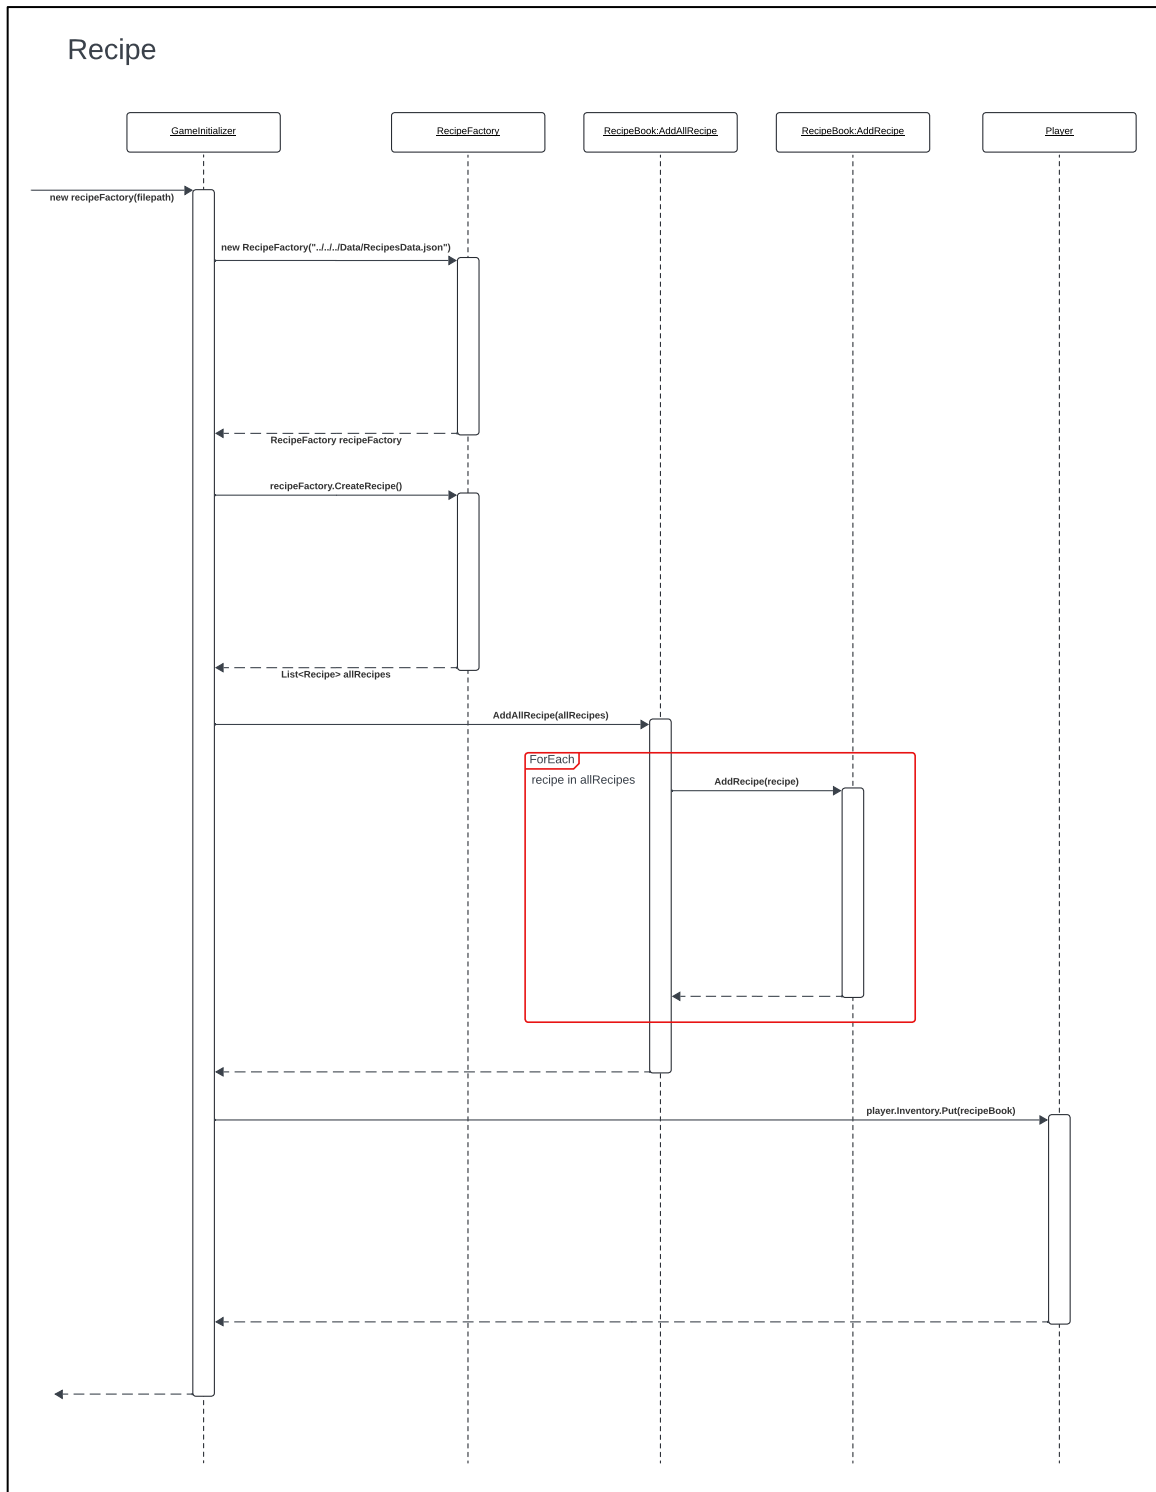 Recipe
GameInitializer
RecipeFactory
RecipeBook:AddAllRecipe
RecipeBook:AddRecipe
Player
new recipeFactory(filepath)
new RecipeFactory("../../../Data/RecipesData.json")
RecipeFactory recipeFactory
recipeFactory.CreateRecipe()
List<Recipe> allRecipes
AddAllRecipe(allRecipes)
ForEach
recipe in allRecipes
AddRecipe(recipe)
player.Inventory.Put(recipeBook)